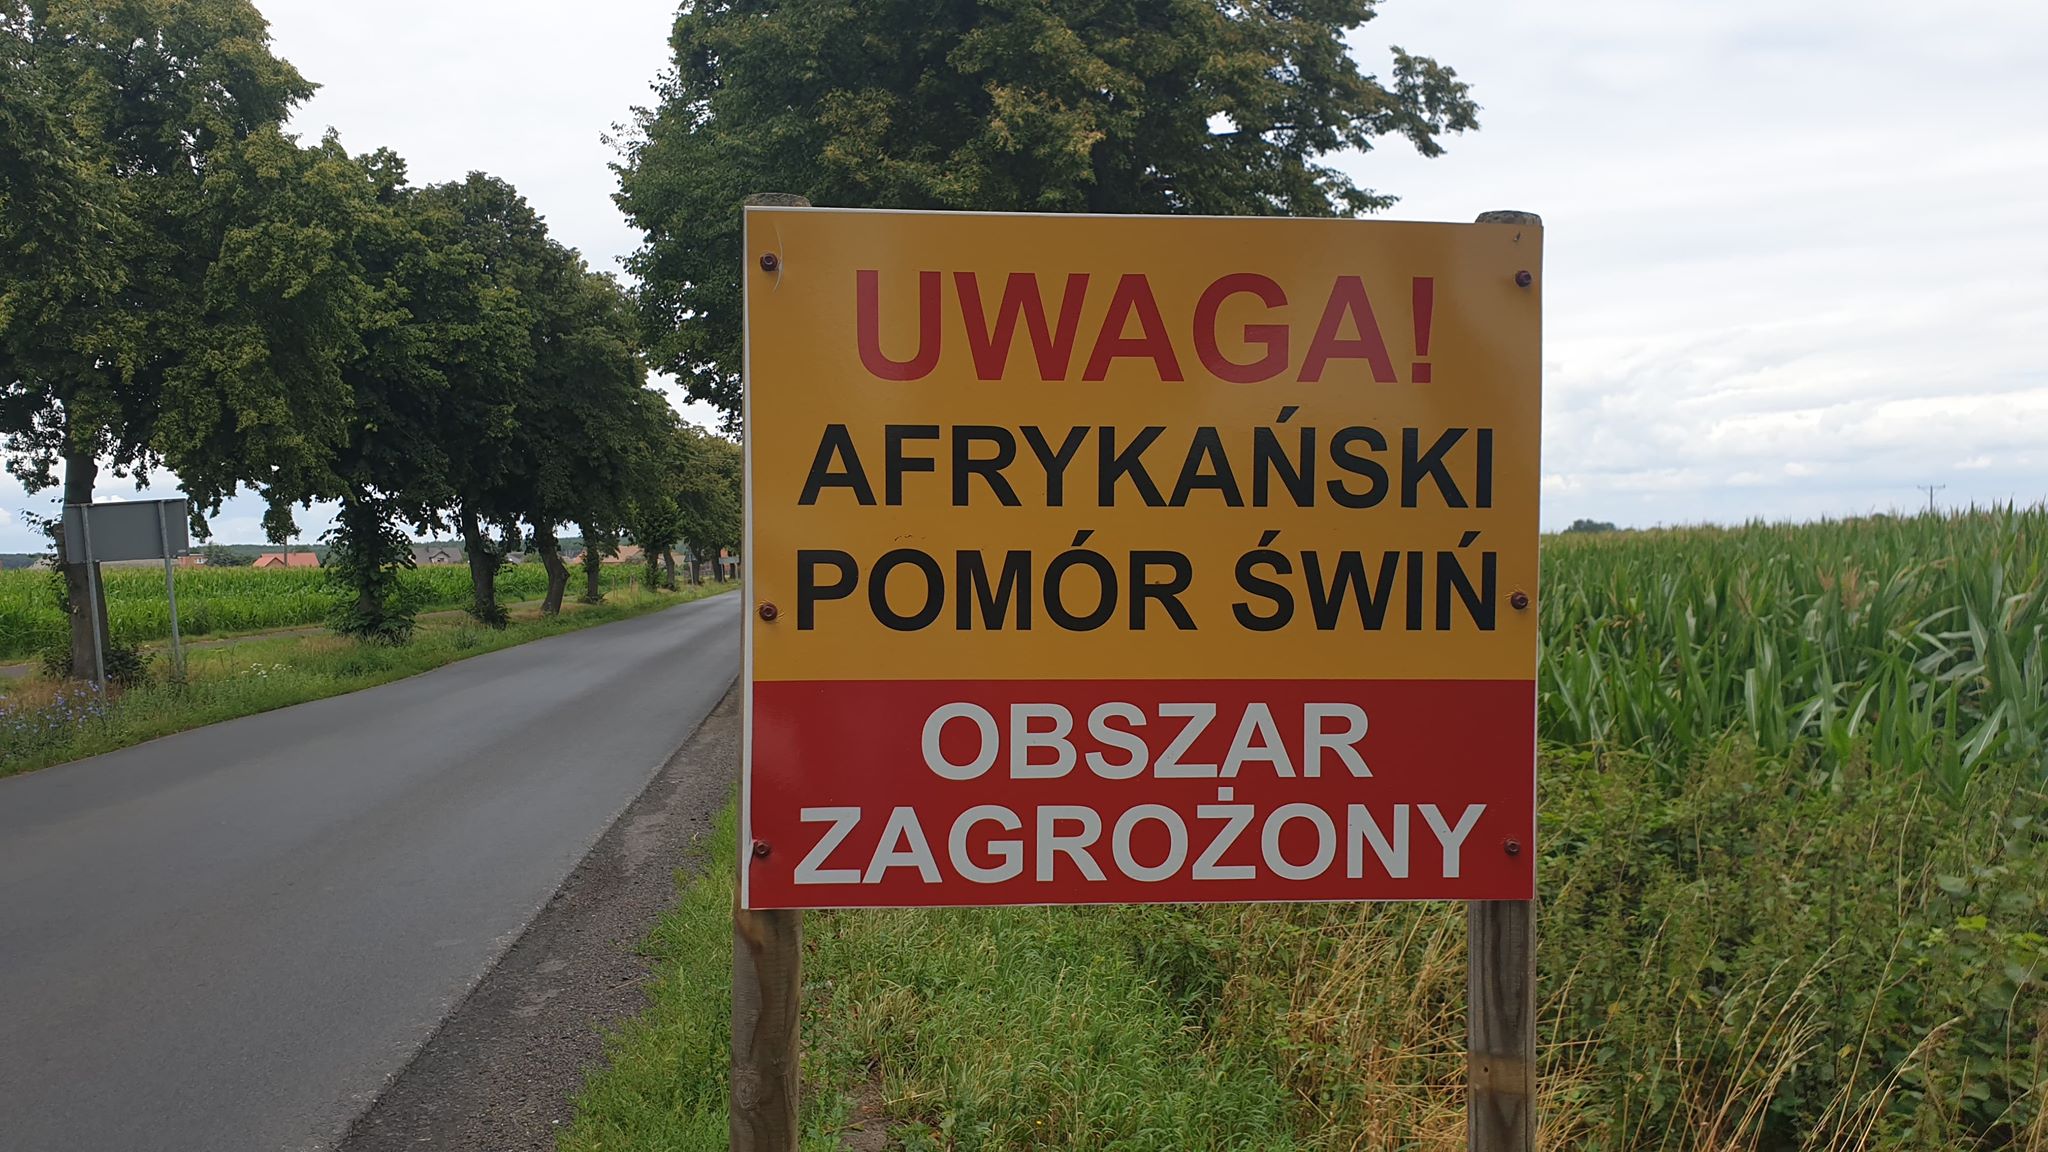 UWAGA!
AFRYKAŃSKI
POMÓR ŚWIŃ
OBSZAR
ZAGROŻONY